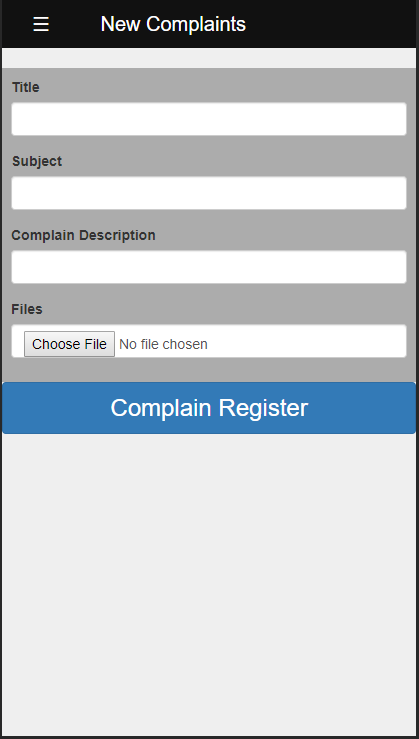 ☰ New Complaints
Title
Subject
Complain Description
Files
Choose File No file chosen
Complain Register